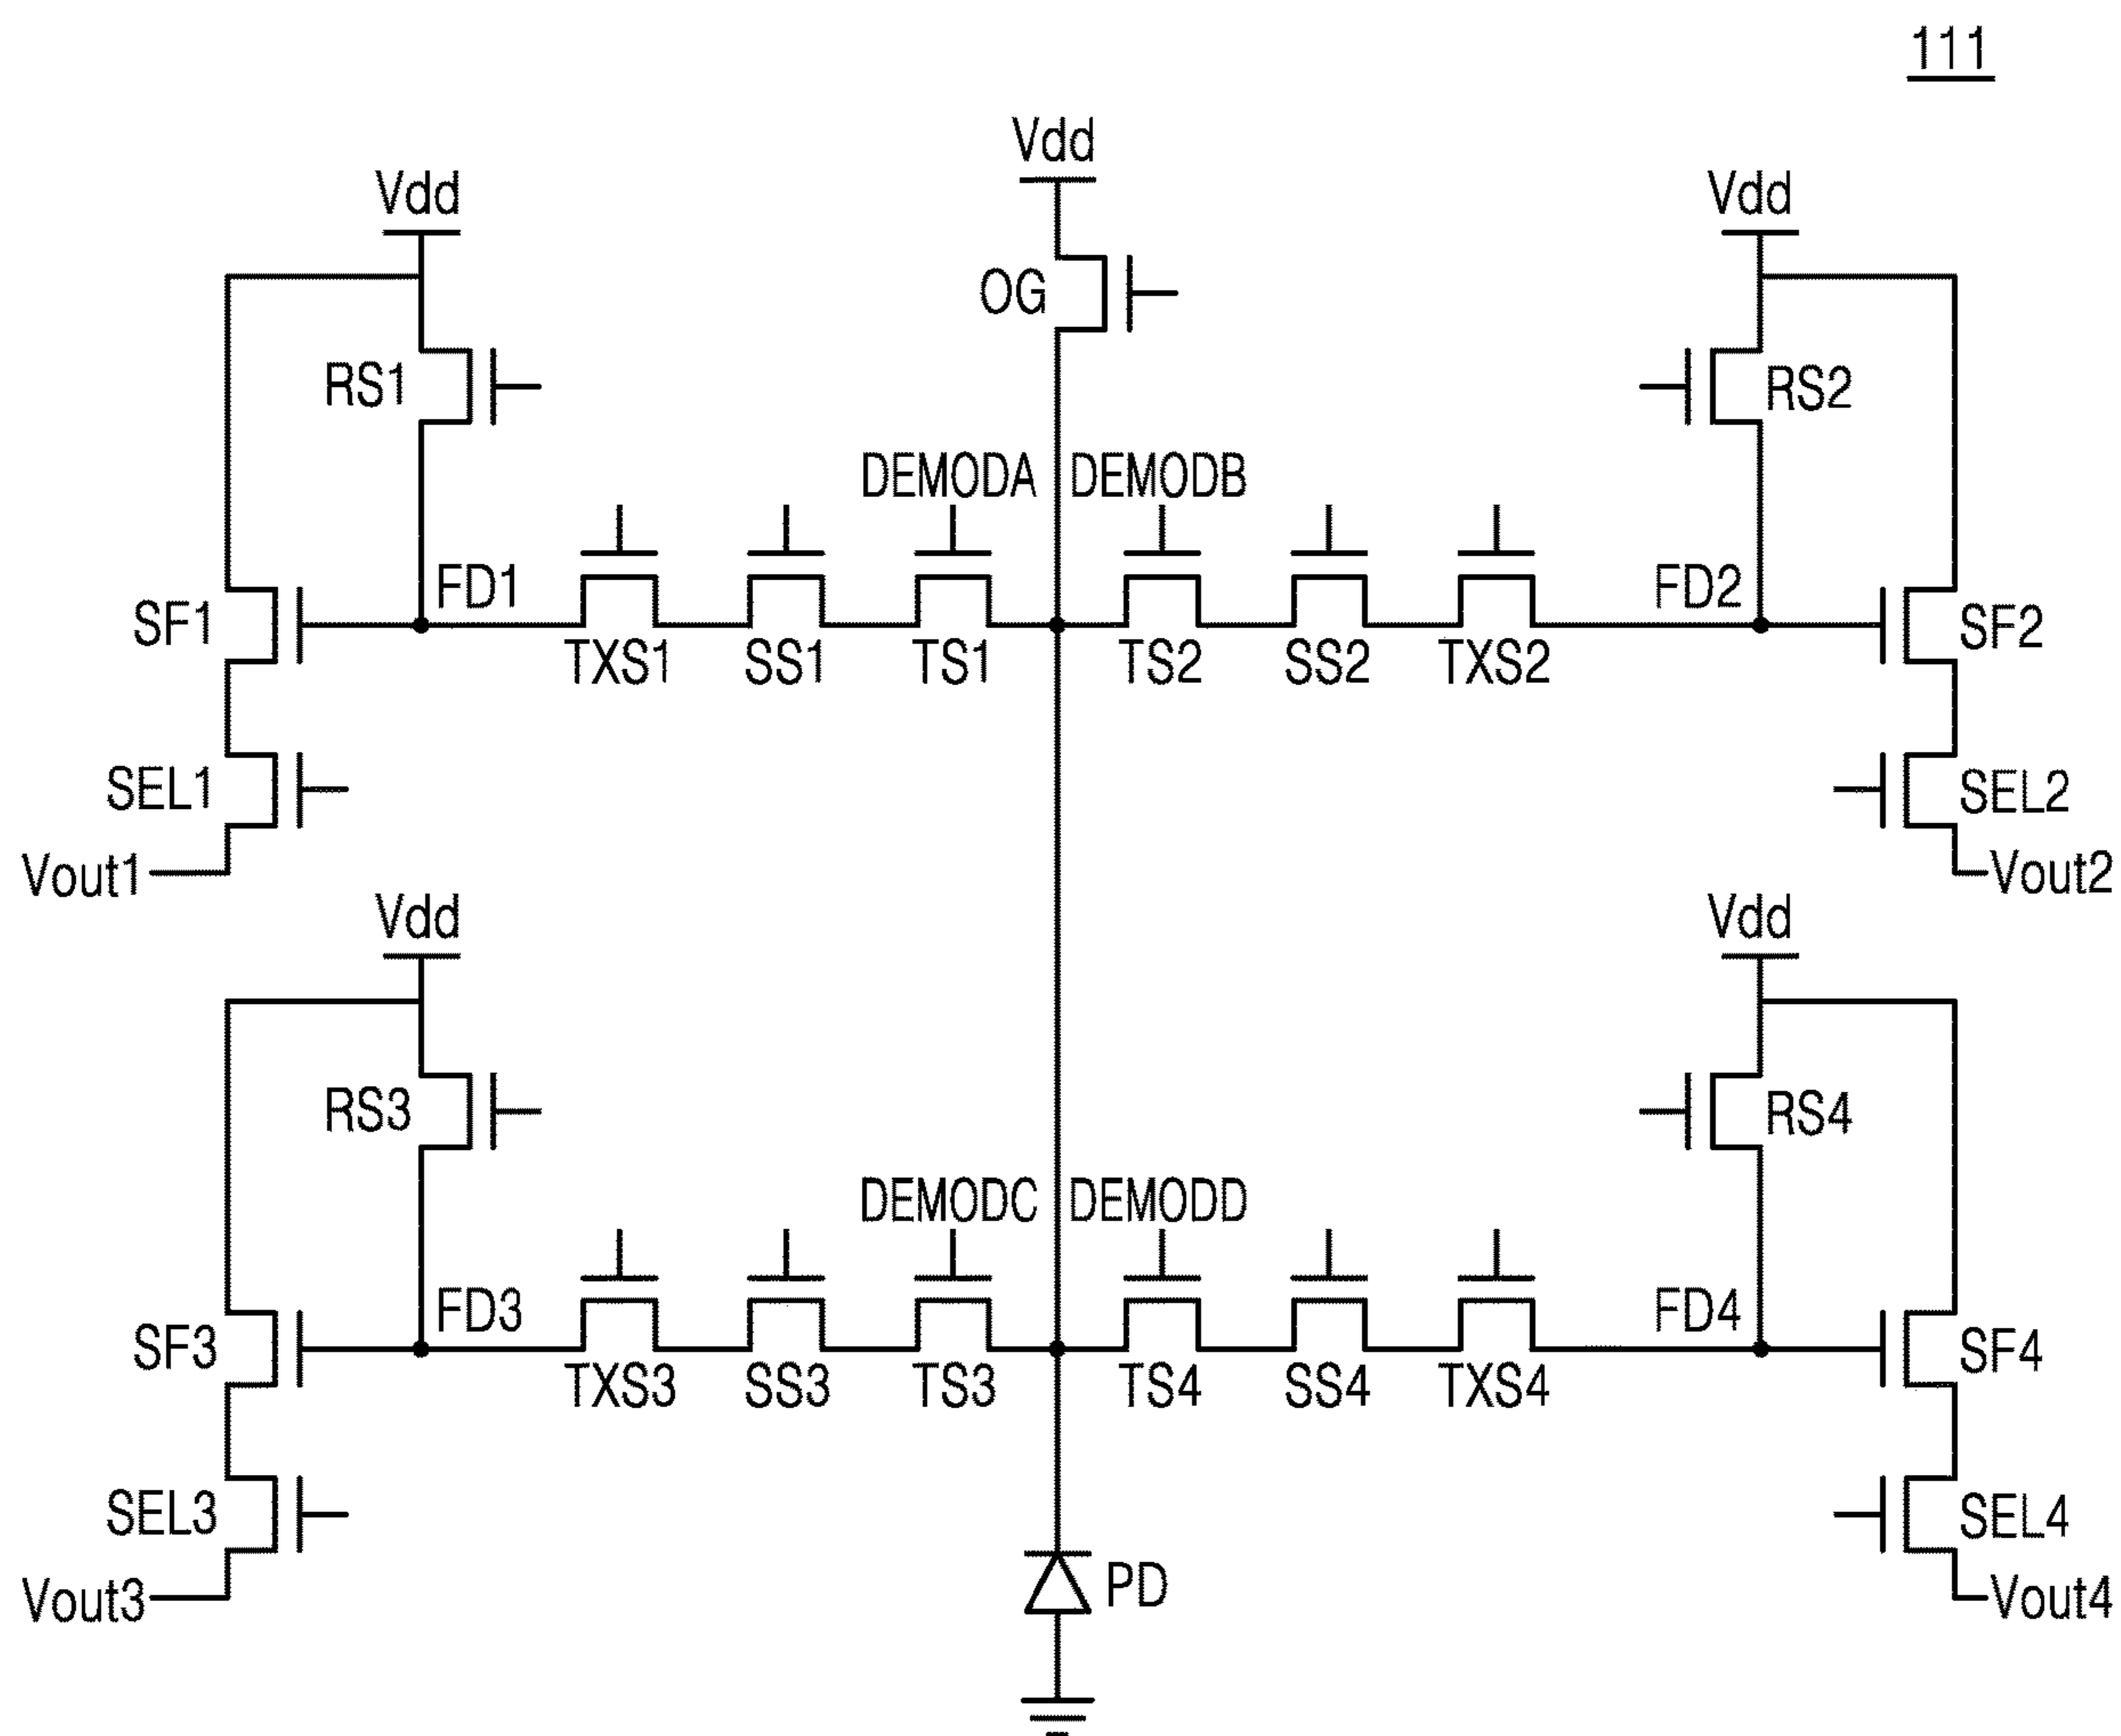 111
Vdd
Vdd
Vdd
OG
RS1
RS2
DEMODA
DEMODB
FD1
FD2
SF1
SF2
TXS1
SS1
TS1
TS2
SS2
TXS2
SEL1
SEL2
Vout1
Vout2
Vdd
Vdd
RS3
RS4
DEMODC
DEMODD
FD3
FD4
SF3
SF4
TXS3
SS3
TS3
TS4
SS4
TXS4
SEL3
SEL4
PD
Vout3
Vout4